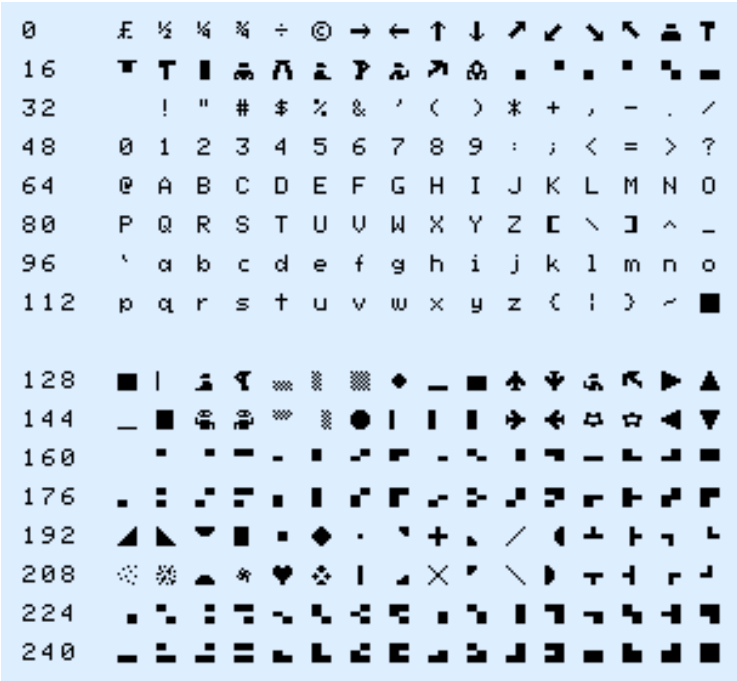 0 £ ½ ¼ ¾ ÷ © → ← ↑ ↓ ↗ ↙ ↘ ↖
16
32 ! " # $ % & ' ( ) * + , - . /
48 0 1 2 3 4 5 6 7 8 9 : ; < = > ?
64 @ A B C D E F G H I J K L M N O
80 P Q R S T U V W X Y Z [ \ ] ^ _
96 ` a b c d e f g h i j k l m n o
112 p q r s t u v w x y z { ¦ } ~ ■
128
144
160
176
192
208
224
240